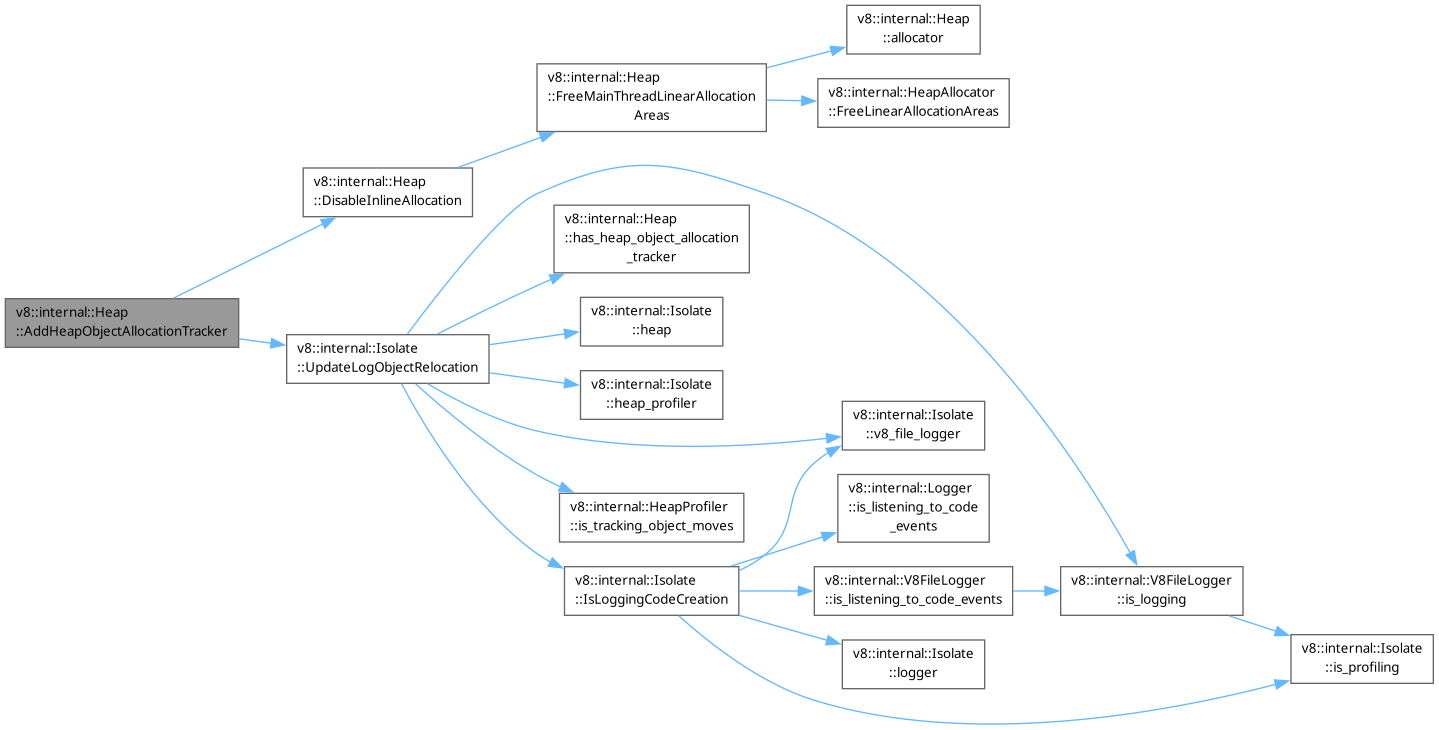 v8::internal::Heap
::AddHeapObjectAllocationTracker
v8::internal::Heap
::DisableInlineAllocation
v8::internal::Heap
::FreeMainThreadLinearAllocation
Areas
v8::internal::Heap
::allocator
v8::internal::HeapAllocator
::FreeLinearAllocationAreas
v8::internal::Isolate
::UpdateLogObjectRelocation
v8::internal::Heap
::has_heap_object_allocation
_tracker
v8::internal::Isolate
::heap
v8::internal::Isolate
::heap_profiler
v8::internal::Isolate
::v8_file_logger
v8::internal::HeapProfiler
::is_tracking_object_moves
v8::internal::Isolate
::IsLoggingCodeCreation
v8::internal::Logger
::is_listening_to_code
_events
v8::internal::V8FileLogger
::is_listening_to_code_events
v8::internal::Isolate
::logger
v8::internal::V8FileLogger
::is_logging
v8::internal::Isolate
::is_profiling